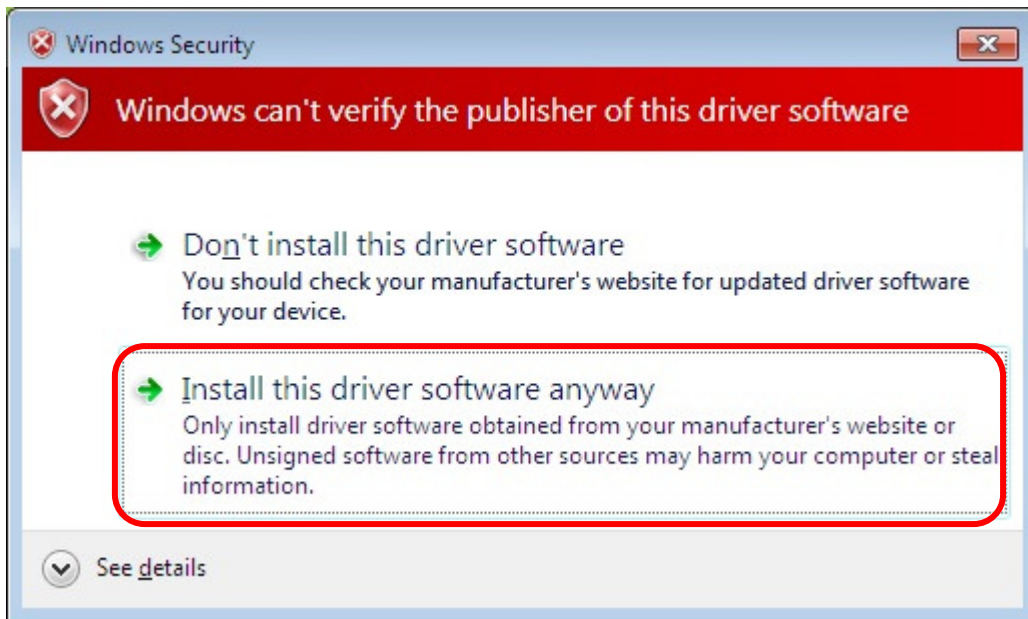 Windows Security
Windows can't verify the publisher of this driver software
Don't install this driver software
You should check your manufacturer's website for updated driver software
for your device.
Install this driver software anyway
Only install driver software obtained from your manufacturer's website or
disc. Unsigned software from other sources may harm your computer or steal
information.
See details